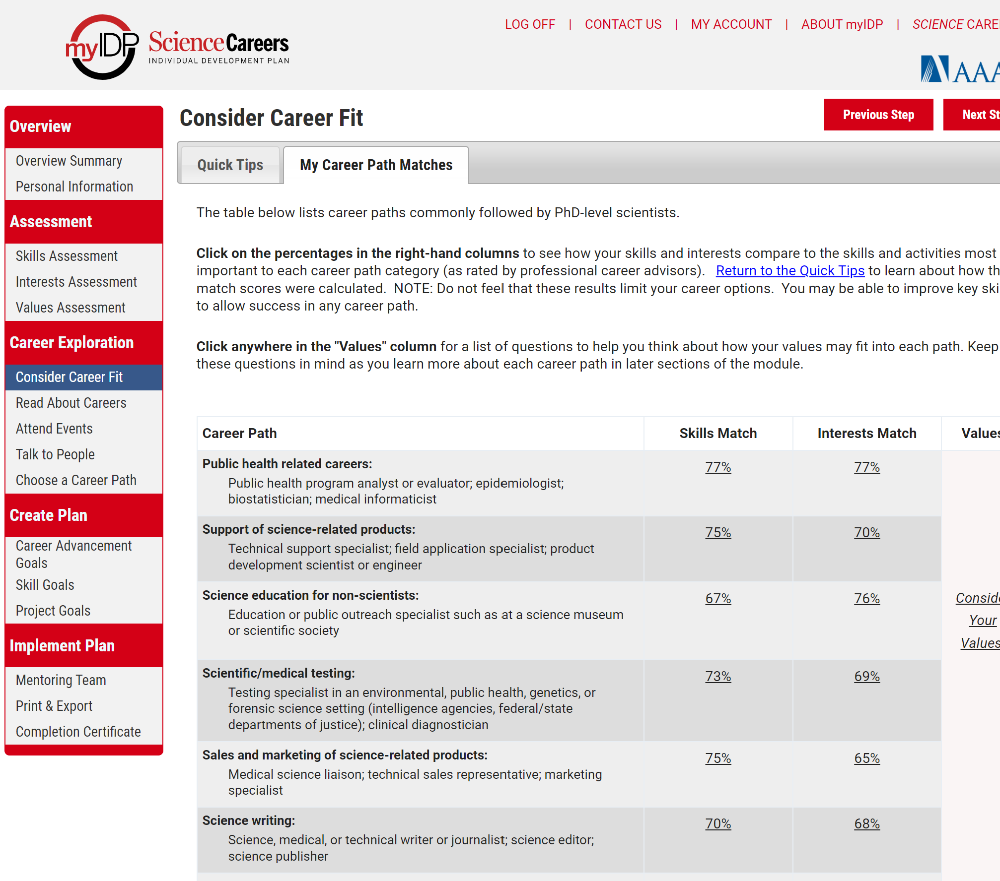 myIDP ScienceCareers
INDIVIDUAL DEVELOPMENT PLAN
LOG OFF | CONTACT US | MY ACCOUNT | ABOUT myIDP | SCIENCE CARE
AAA
Overview
Overview Summary
Personal Information
Assessment
Skills Assessment
Interests Assessment
Values Assessment
Career Exploration
Consider Career Fit
Read About Careers
Attend Events
Talk to People
Choose a Career Path
Create Plan
Career Advancement
Goals
Skill Goals
Project Goals
Implement Plan
Mentoring Team
Print & Export
Completion Certificate
Consider Career Fit
Previous Step
Next St
Quick Tips
My Career Path Matches
The table below lists career paths commonly followed by PhD-level scientists.
Click on the percentages in the right-hand columns to see how your skills and interests compare to the skills and activities most
important to each career path category (as rated by professional career advisors). Return to the Quick Tips to learn about how th
match scores were calculated. NOTE: Do not feel that these results limit your career options. You may be able to improve key ski
to allow success in any career path.
Click anywhere in the "Values" column for a list of questions to help you think about how your values may fit into each path. Keep
these questions in mind as you learn more about each career path in later sections of the module.
Career Path Skills Match Interests Match Values
Public health related careers: 77% 77%
Public health program analyst or evaluator; epidemiologist;
biostatistician; medical informaticist
Support of science-related products: 75% 70%
Technical support specialist; field application specialist; product
development scientist or engineer
Science education for non-scientists: 67% 76%
Education or public outreach specialist such as at a science museum
or scientific society
Conside
Your
Values
Scientific/medical testing: 73% 69%
Testing specialist in an environmental, public health, genetics, or
forensic science setting (intelligence agencies, federal/state
departments of justice); clinical diagnostician
Sales and marketing of science-related products: 75% 65%
Medical science liaison; technical sales representative; marketing
specialist
Science writing: 70% 68%
Science, medical, or technical writer or journalist; science editor;
science publisher